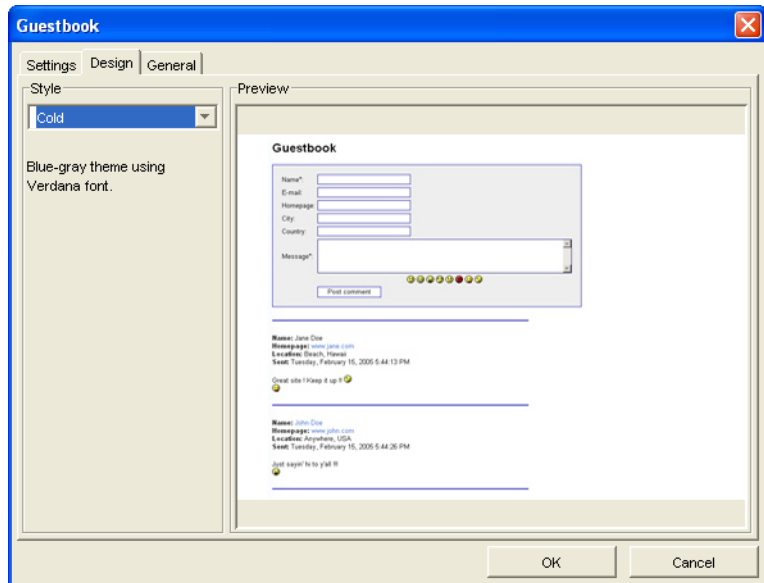 Guestbook
Settings Design General
Style
Cold
Blue-gray theme using
Verdana font.
Preview
Guestbook
Name*:
E-mail:
Homepage:
City:
Country:
Message*:
Post comment
Name: Jane Doe
Homepage: www.jane.com
Location: Beach, Hawaii
Sent: Tuesday, February 15, 2005 5:44:13 PM
Great site ! Keep it up !!
Name: John Doe
Homepage: www.john.com
Location: Anywhere, USA
Sent: Tuesday, February 15, 2005 5:44:26 PM
Just sayin' hi to y'all !!!
OK Cancel